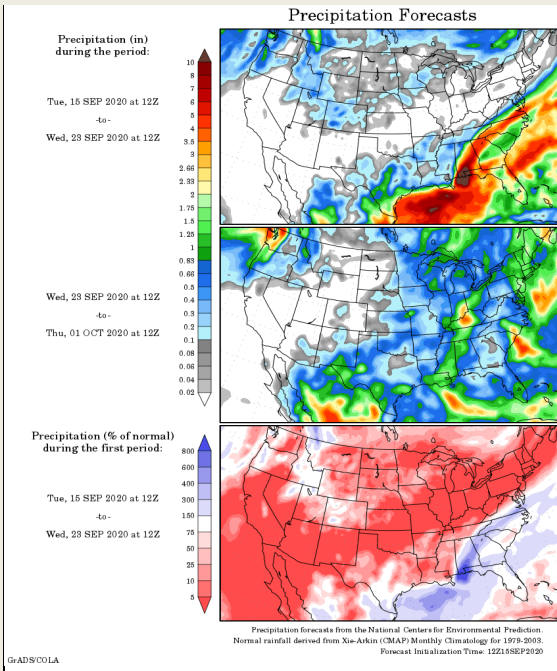 Precipitation Forecasts
Precipitation (in)
during the period:
Tue, 15 SEP 2020 at 12Z
-to-
Wed, 23 SEP 2020 at 12Z
10
8
7
6
5
4
3.5
3
2.66
2.33
2
1.75
1.5
1.25
1
0.83
0.66
0.5
0.4
0.3
0.2
0.1
0.08
0.06
0.04
0.02
Wed, 23 SEP 2020 at 12Z
-to-
Thu, 01 OCT 2020 at 12Z
Precipitation (% of normal)
during the first period:
Tue, 15 SEP 2020 at 12Z
-to-
Wed, 23 SEP 2020 at 12Z
800
600
400
300
150
75
50
25
10
5
Precipitation forecasts from the National Centers for Environmental Prediction.
Normal rainfall derived from Xie-Arkin (CMAP) Monthly Climatology for 1979-2003.
Forecast Initialization Time: 12Z15SEP2020
GrADS/COLA